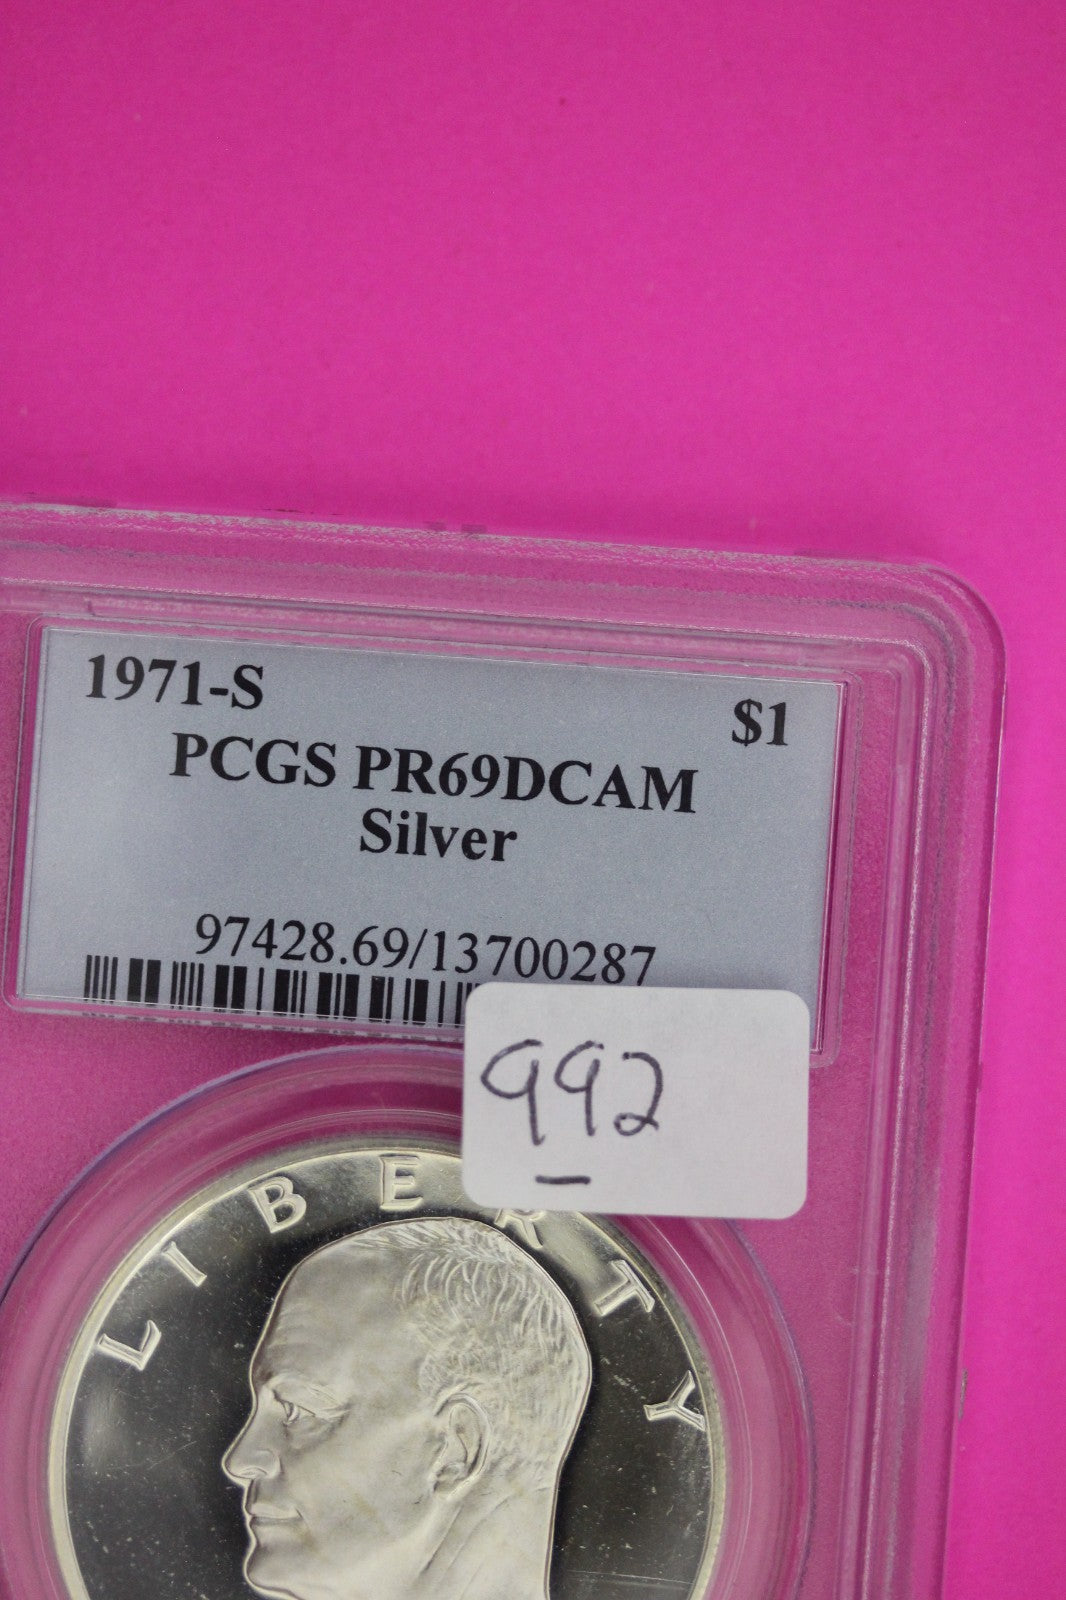 1971-S $1
PCGS PR69DCAM
Silver
97428.69/13700287
992
LIBERTY